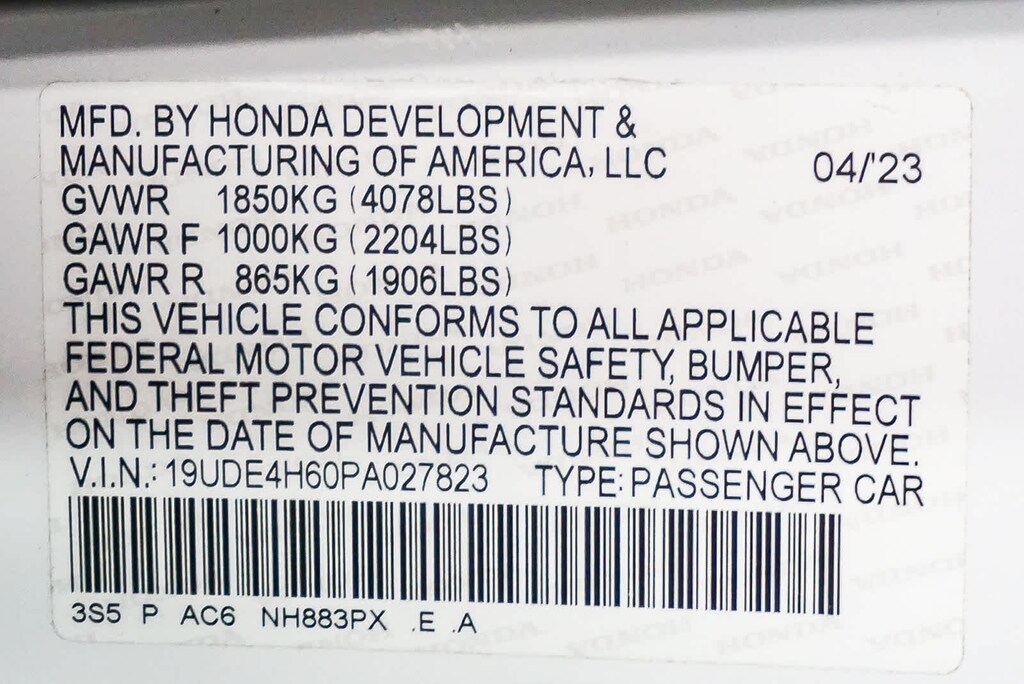 MFD. BY HONDA DEVELOPMENT &
MANUFACTURING OF AMERICA, LLC 04/'23
GVWR 1850KG (4078LBS)
GAWR F 1000KG (2204LBS)
GAWR R 865KG (1906LBS)
THIS VEHICLE CONFORMS TO ALL APPLICABLE
FEDERAL MOTOR VEHICLE SAFETY, BUMPER,
AND THEFT PREVENTION STANDARDS IN EFFECT
ON THE DATE OF MANUFACTURE SHOWN ABOVE.
V.I.N.: 19UDE4H60PA027823 TYPE: PASSENGER CAR
3S5 P AC6 NH883PX .E .A